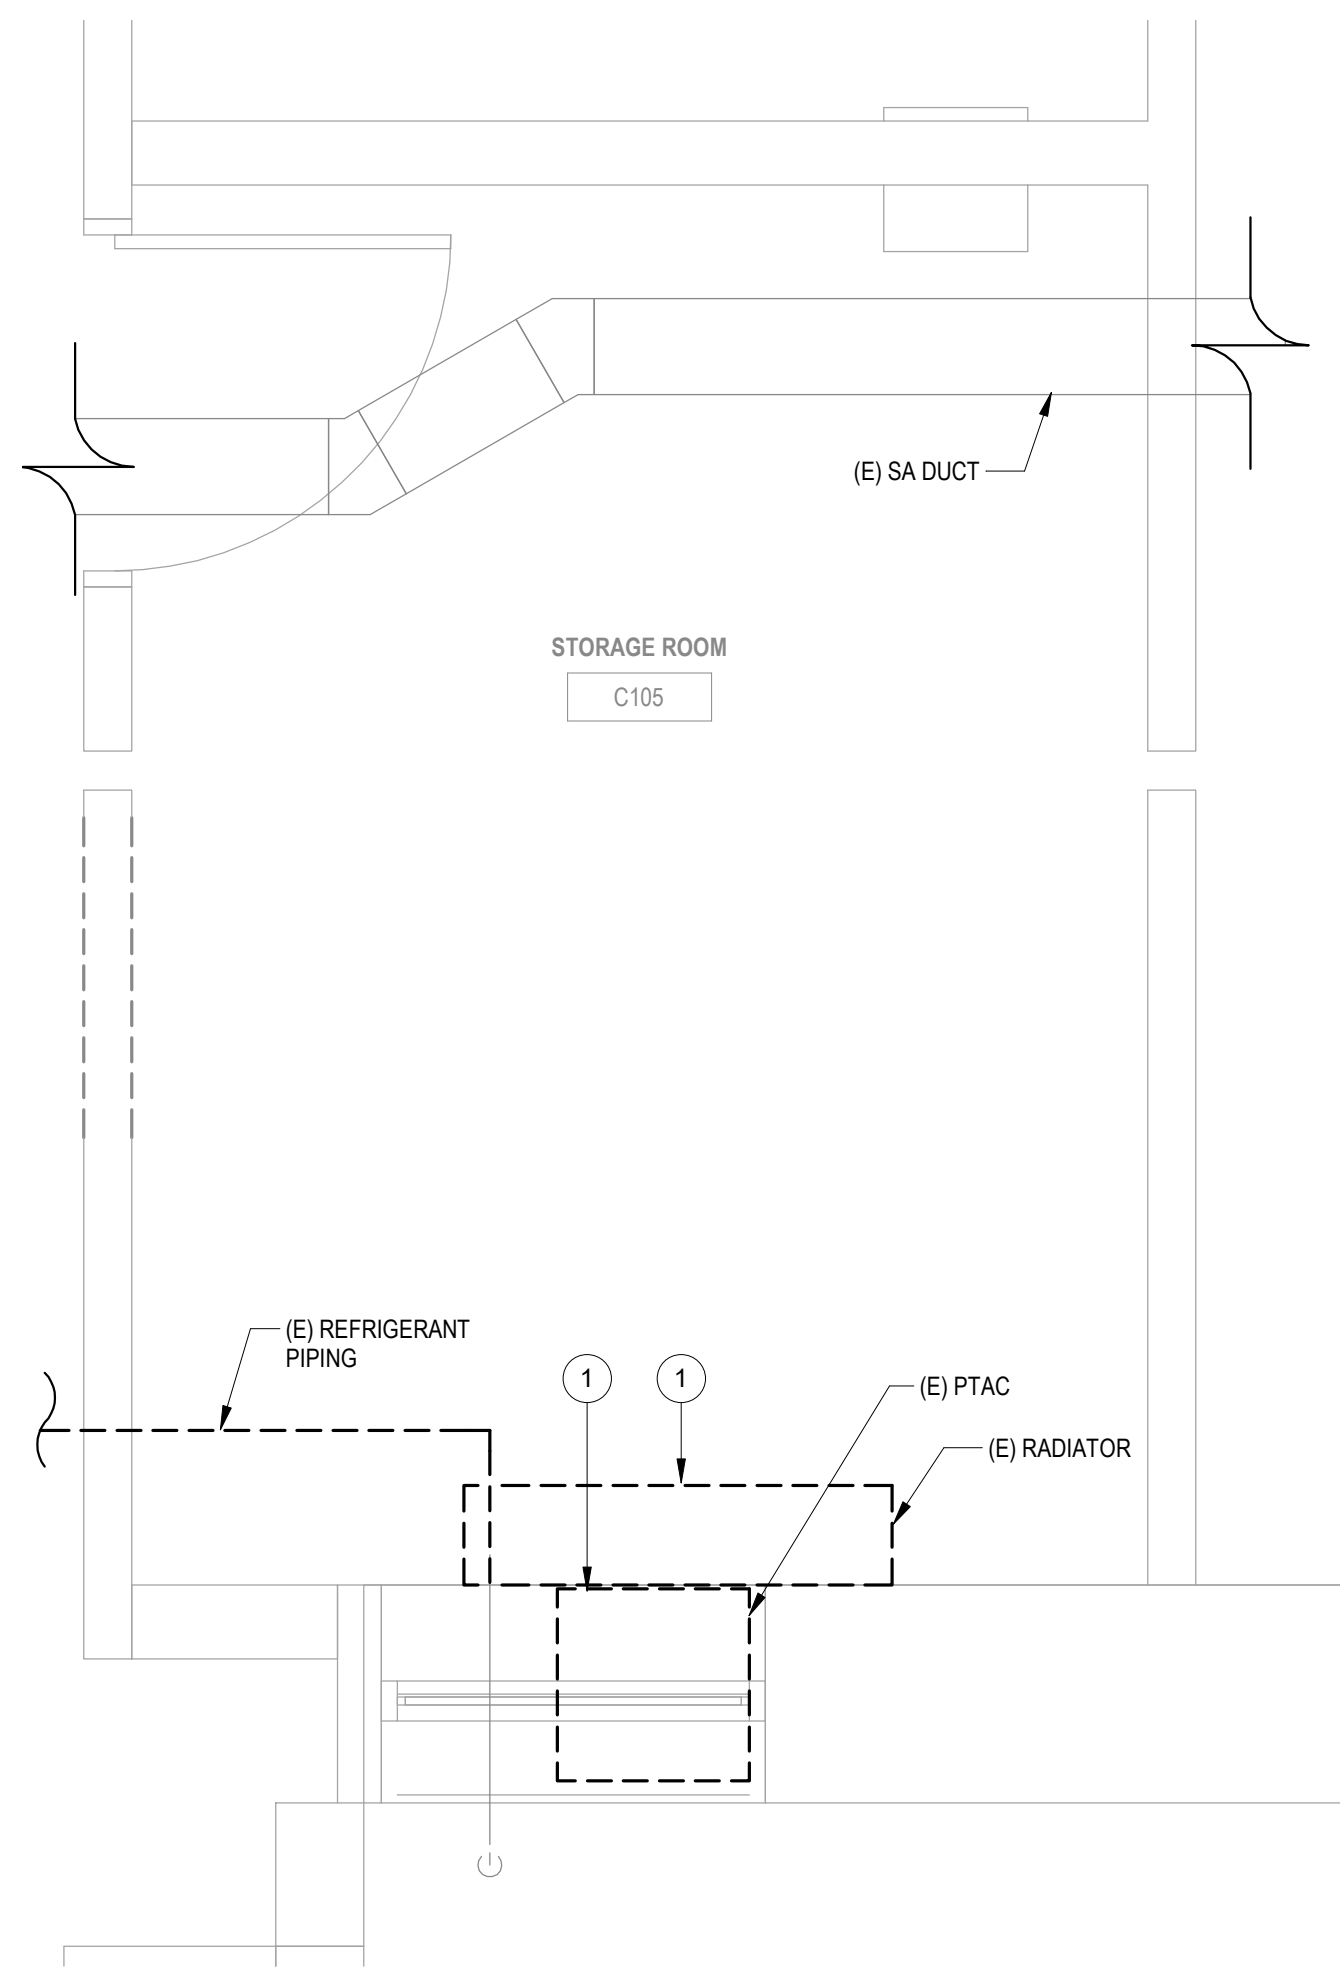 (E) SA DUCT
STORAGE ROOM
C105
(E) REFRIGERANT
PIPING
1
1
(E) PTAC
(E) RADIATOR